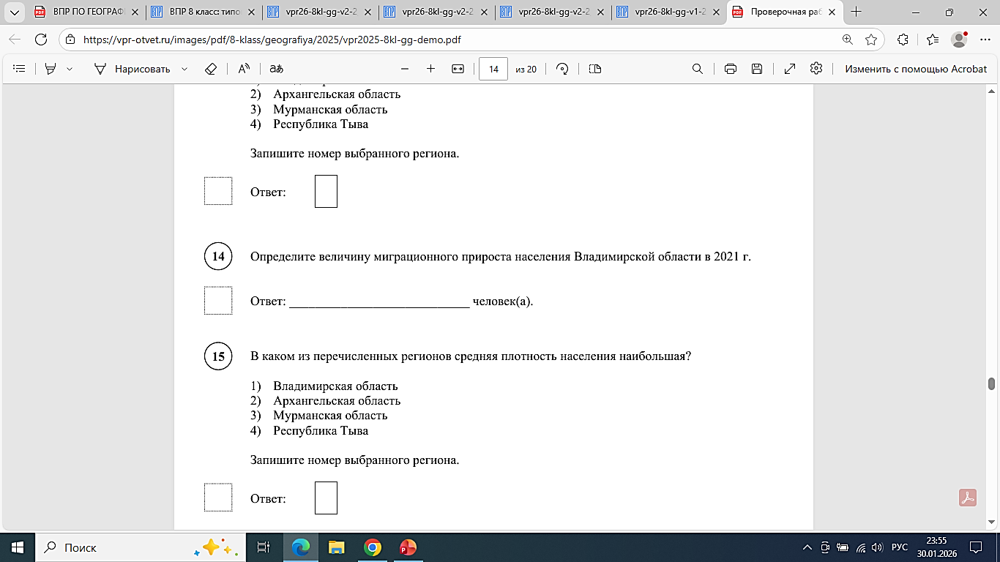 ВПР ПО ГЕОГРАФ
ВПР 8 класс: типо
vpr26-8kl-gg-v2-2
vpr26-8kl-gg-v2-2
vpr26-8kl-gg-v2-2
vpr26-8kl-gg-v1-2
Проверочная раб
https://vpr-otvet.ru/images/pdf/8-klass/geografiya/2025/vpr2025-8kl-gg-demo.pdf
Нарисовать
14 из 20
Изменить с помощью Acrobat
2) Архангельская область
3) Мурманская область
4) Республика Тыва
Запишите номер выбранного региона.
Ответ:
14 Определите величину миграционного прироста населения Владимирской области в 2021 г.
Ответ: ____________________________ человек(а).
15 В каком из перечисленных регионов средняя плотность населения наибольшая?
1) Владимирская область
2) Архангельская область
3) Мурманская область
4) Республика Тыва
Запишите номер выбранного региона.
Ответ:
Поиск
РУС
23:55
30.01.2026